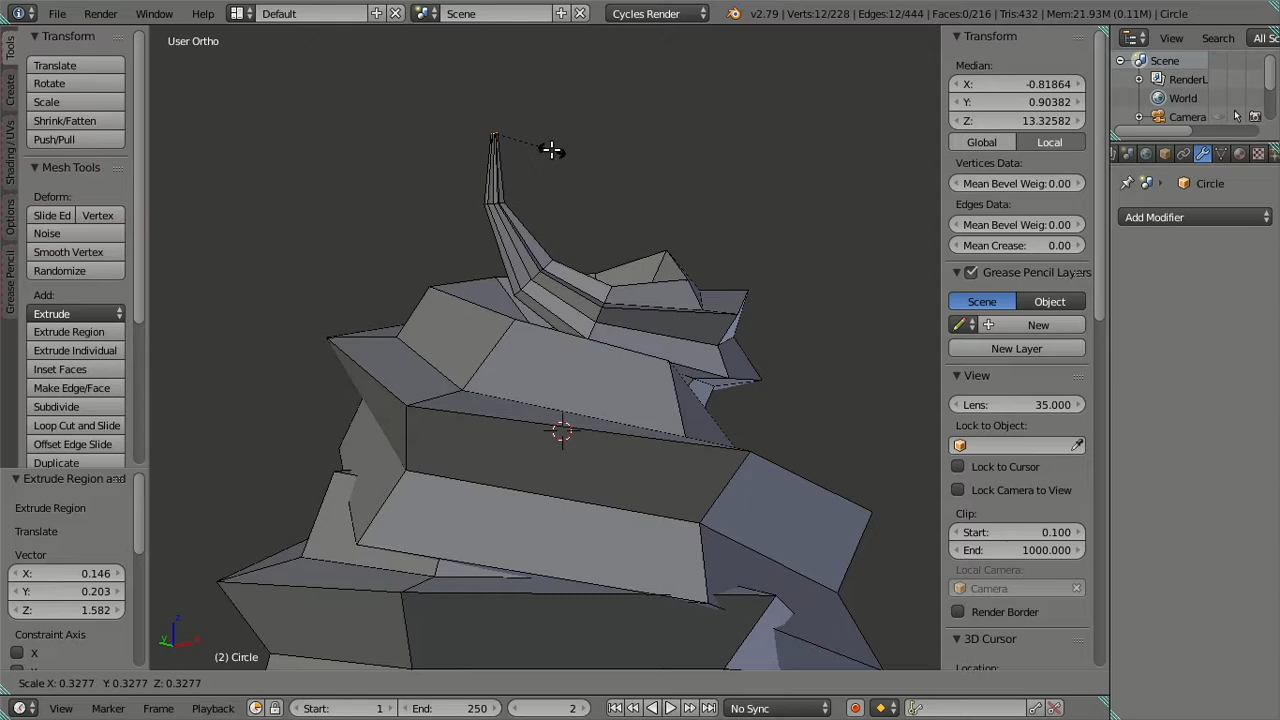 File Render Window Help Default Scene Cycles Render v2.79 | Verts:12/228 | Edges:12/444 | Faces:0/216 | Tris:432 | Mem:21.93M (0.11M) | Circle
Tools
Create
Shading / UVs
Options
Grease Pencil
Transform
Translate
Rotate
Scale
Shrink/Fatten
Push/Pull
Mesh Tools
Deform:
Slide Ed Vertex
Noise
Smooth Vertex
Randomize
Add:
Extrude
Extrude Region
Extrude Individual
Inset Faces
Make Edge/Face
Subdivide
Loop Cut and Slide
Offset Edge Slide
Duplicate
Extrude Region and
Extrude Region
Translate
Vector
X: 0.146
Y: 0.203
Z: 1.582
Constraint Axis
X
User Ortho
z
y
x
(2) Circle
Transform
Median:
X: -0.81864
Y: 0.90382
Z: 13.32582
Global Local
Vertices Data:
Mean Bevel Weig: 0.00
Edges Data:
Mean Bevel Weig: 0.00
Mean Crease: 0.00
Grease Pencil Layers
Scene Object
New
New Layer
View
Lens: 35.000
Lock to Object:
Lock to Cursor
Lock Camera to View
Clip:
Start: 0.100
End: 1000.000
Local Camera:
Camera
Render Border
3D Cursor
Location:
View Search All Sc
Scene
RenderL
World
Camera
Circle
Add Modifier
Scale X: 0.3277 Y: 0.3277 Z: 0.3277
View Marker Frame Playback Start: 1 End: 250 2 No Sync